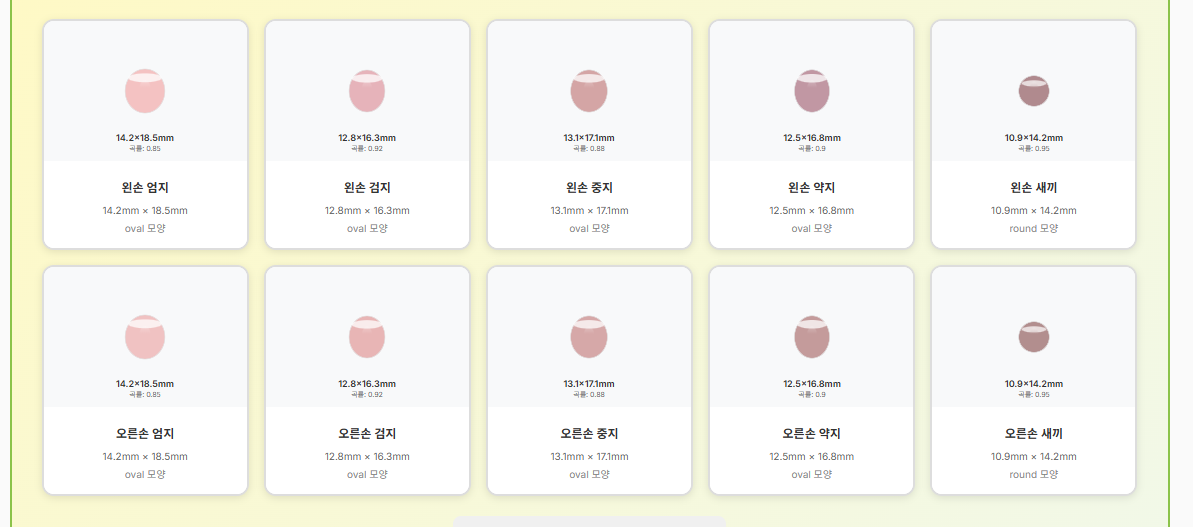 14.2×18.5mm
곡률: 0.85
왼손 엄지
14.2mm × 18.5mm
oval 모양
12.8×16.3mm
곡률: 0.92
왼손 검지
12.8mm × 16.3mm
oval 모양
13.1×17.1mm
곡률: 0.88
왼손 중지
13.1mm × 17.1mm
oval 모양
12.5×16.8mm
곡률: 0.9
왼손 약지
12.5mm × 16.8mm
oval 모양
10.9×14.2mm
곡률: 0.95
왼손 새끼
10.9mm × 14.2mm
round 모양
14.2×18.5mm
곡률: 0.85
오른손 엄지
14.2mm × 18.5mm
oval 모양
12.8×16.3mm
곡률: 0.92
오른손 검지
12.8mm × 16.3mm
oval 모양
13.1×17.1mm
곡률: 0.88
오른손 중지
13.1mm × 17.1mm
oval 모양
12.5×16.8mm
곡률: 0.9
오른손 약지
12.5mm × 16.8mm
oval 모양
10.9×14.2mm
곡률: 0.95
오른손 새끼
10.9mm × 14.2mm
round 모양